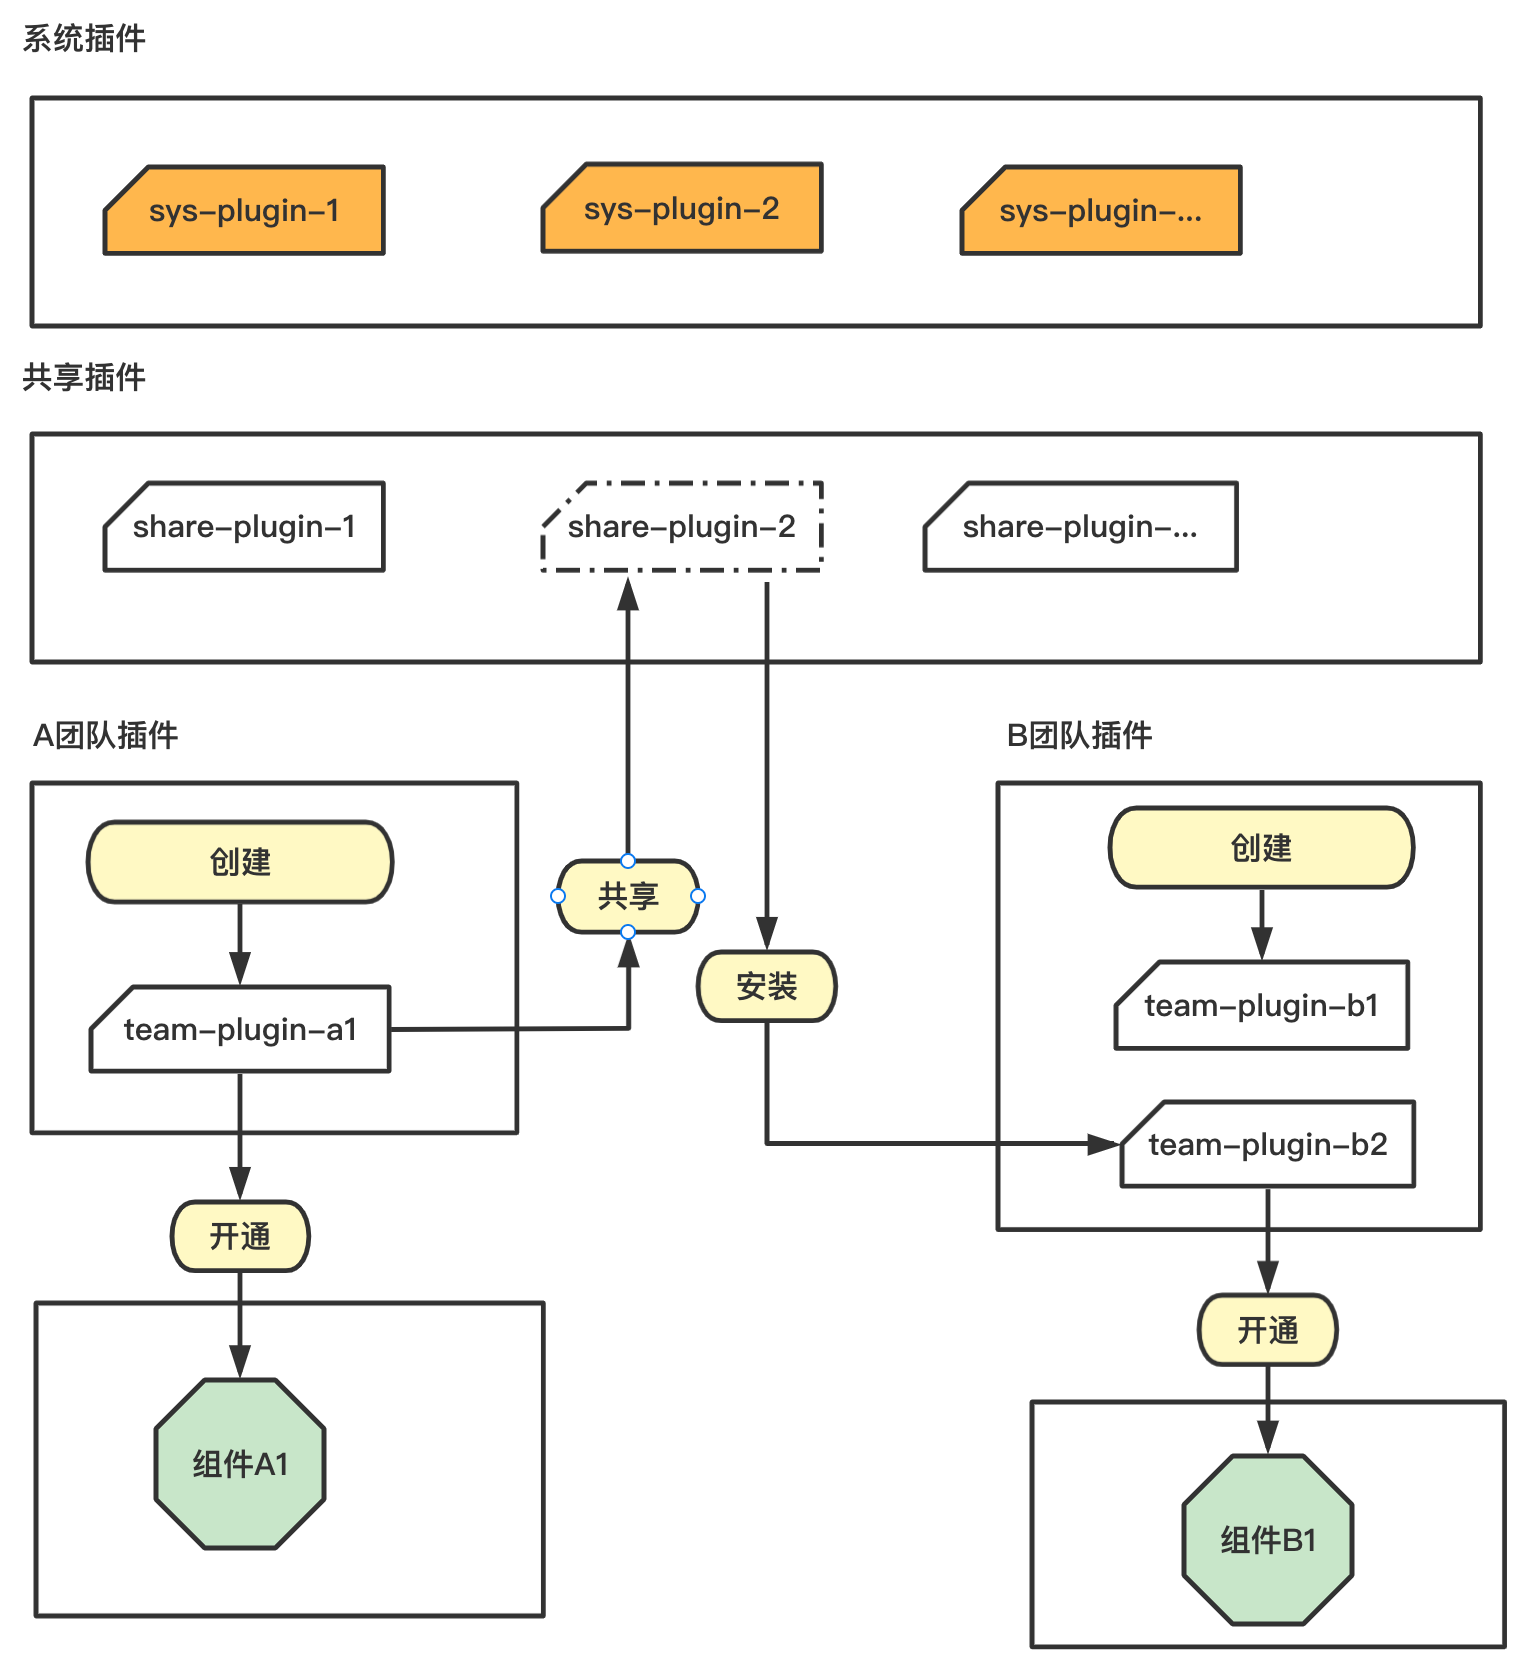 系统插件
sys-plugin-1
sys-plugin-2
sys-plugin-...
共享插件
share-plugin-1
share-plugin-2
share-plugin-...
A团队插件
B团队插件
创建
创建
共享
安装
team-plugin-a1
team-plugin-b1
team-plugin-b2
开通
开通
组件A1
组件B1